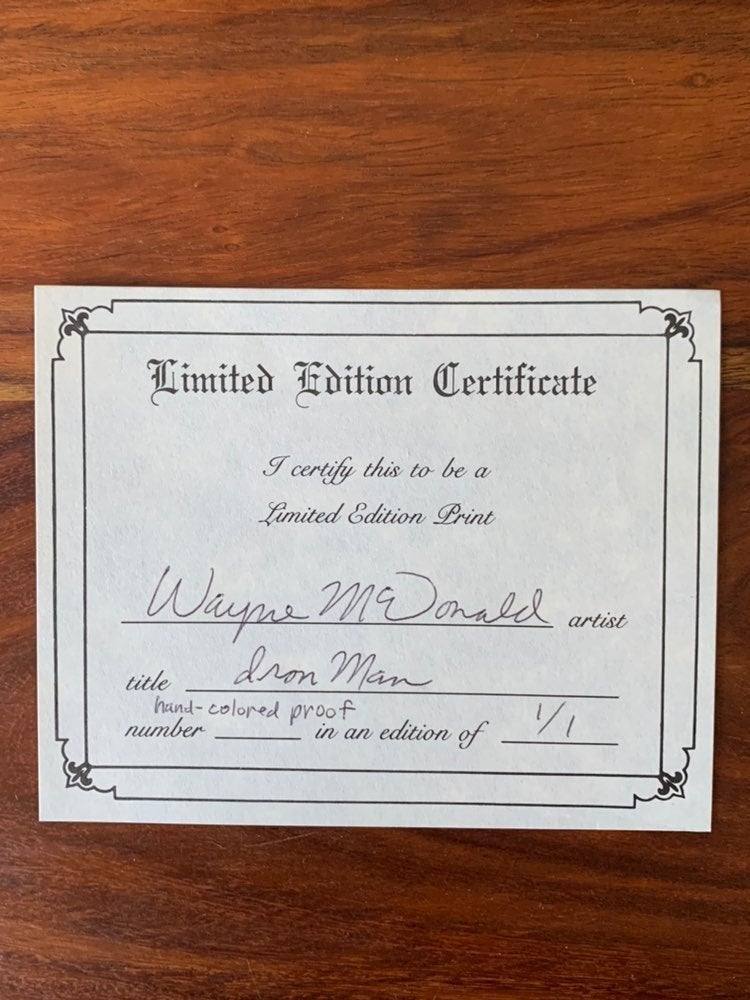 Limited Edition Certificate
I certify this to be a
Limited Edition Print
Wayne McDonald artist
title Iron Man
hand-colored proof
number ______ in an edition of 1/1